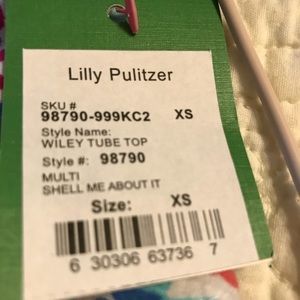 Lilly Pulitzer
SKU #
98790-999KC2 XS
Style Name:
WILEY TUBE TOP
Style #: 98790
MULTI
SHELL ME ABOUT IT
Size: XS
6 30306 63736 7